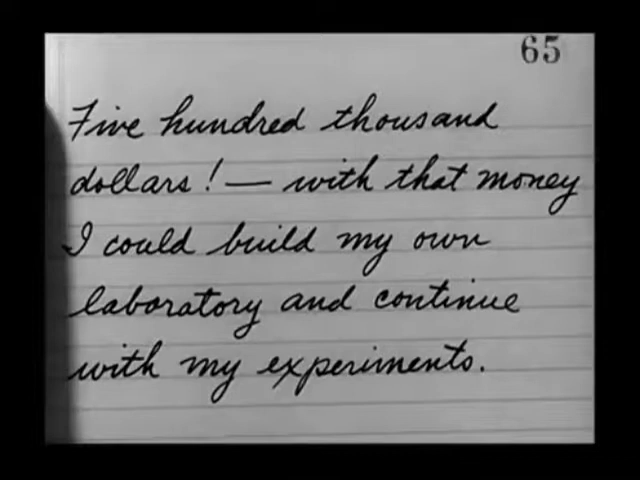 65
Five hundred thousand
dollars! — with that money
I could build my own
laboratory and continue
with my experiments.